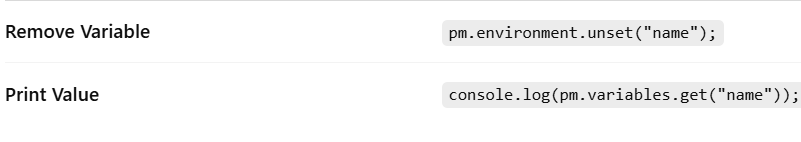 Remove Variable pm.environment.unset("name");
Print Value console.log(pm.variables.get("name"));